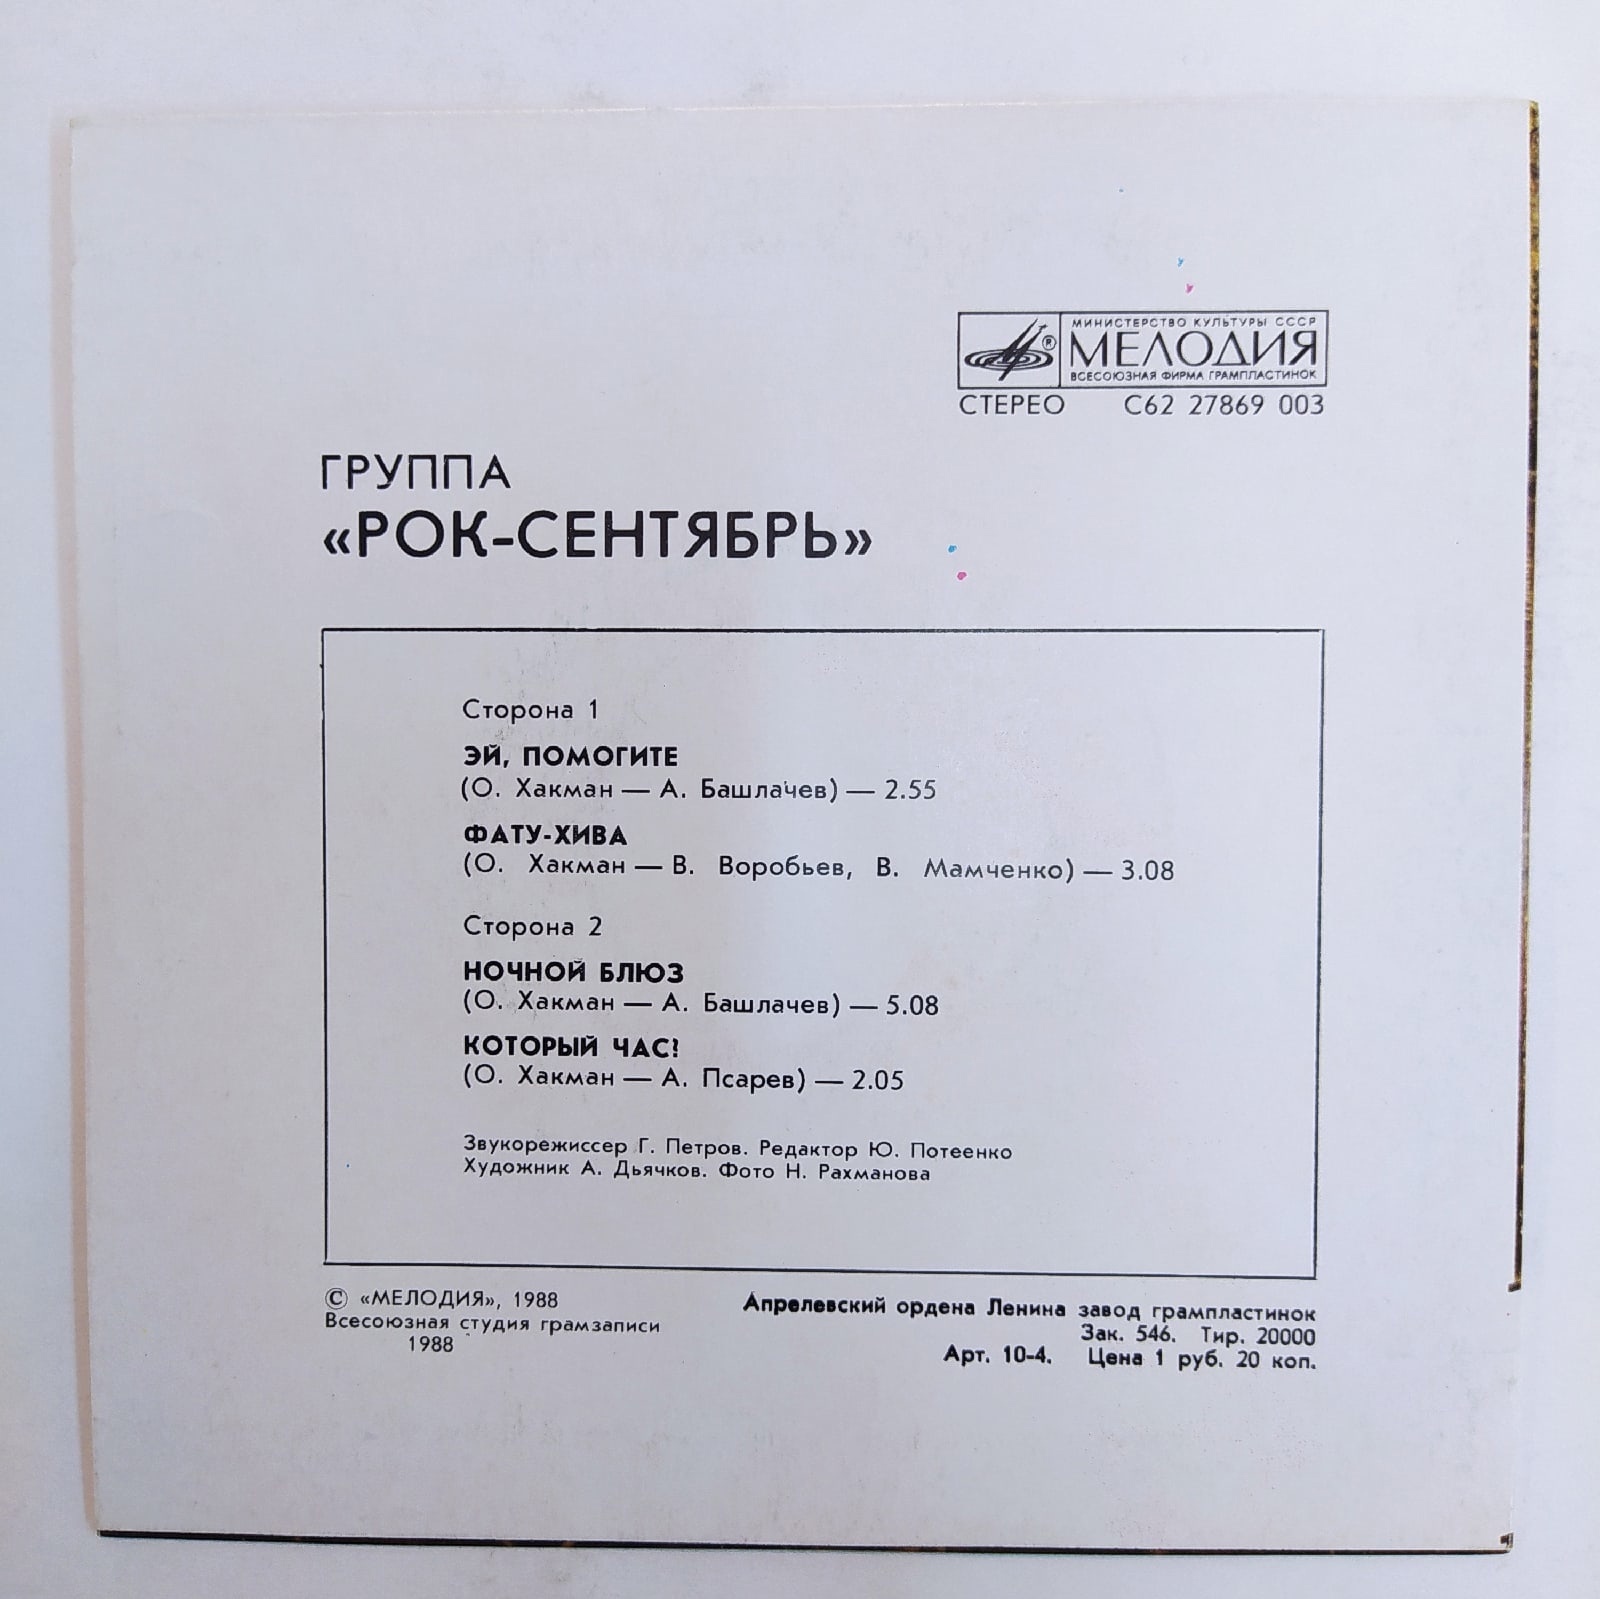 МИНИСТЕРСТВО КУЛЬТУРЫ СССР
® МЕЛОДИЯ
ВСЕСОЮЗНАЯ ФИРМА ГРАМПЛАСТИНОК
СТЕРЕО С62 27869 003
ГРУППА
«РОК-СЕНТЯБРЬ»
Сторона 1
ЭЙ, ПОМОГИТЕ
(О. Хакман — А. Башлачев) — 2.55
ФАТУ-ХИВА
(О. Хакман — В. Воробьев, В. Мамченко) — 3.08
Сторона 2
НОЧНОЙ БЛЮЗ
(О. Хакман — А. Башлачев) — 5.08
КОТОРЫЙ ЧАС?
(О. Хакман — А. Псарев) — 2.05
Звукорежиссер Г. Петров. Редактор Ю. Потеенко
Художник А. Дьячков. Фото Н. Рахманова
© «МЕЛОДИЯ», 1988
Всесоюзная студия грамзаписи
1988
Апрелевский ордена Ленина завод грампластинок
Зак. 546. Тир. 20000
Арт. 10-4. Цена 1 руб. 20 коп.